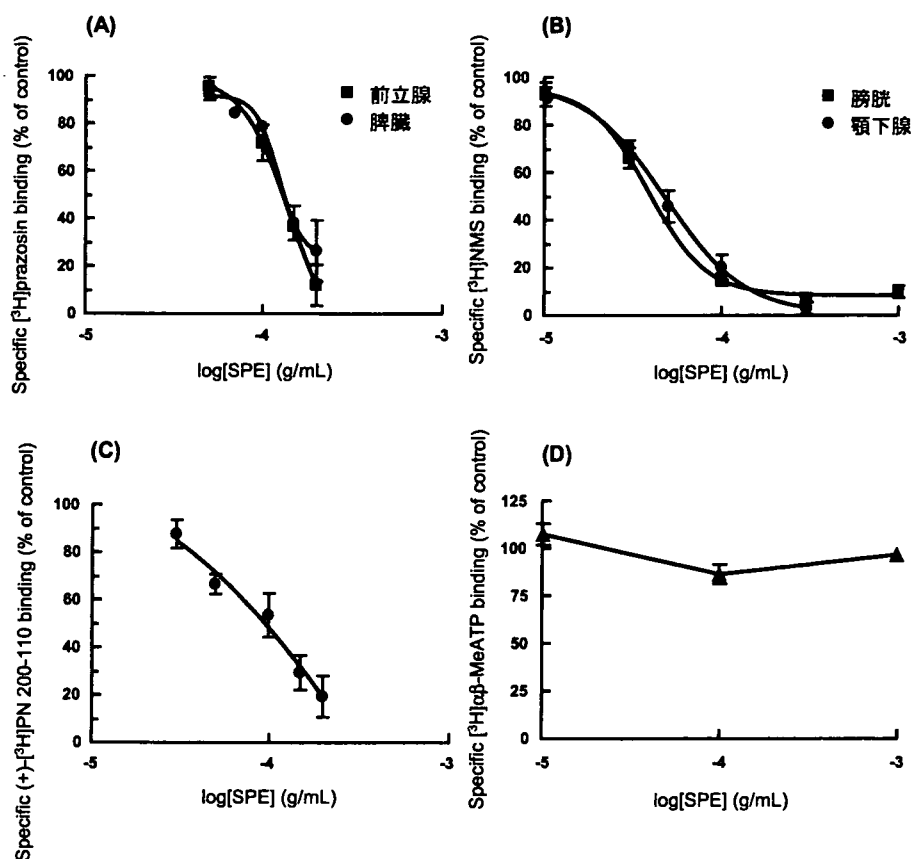 (A)
Specific [³H]prazosin binding (% of control)
100
80
60
40
20
0
-5
-4
-3
log[SPE] (g/mL)
前立腺
脾臓
(B)
Specific [³H]NMS binding (% of control)
100
80
60
40
20
0
-5
-4
-3
log[SPE] (g/mL)
膀胱
顎下腺
(C)
Specific (+)-[³H]PN 200-110 binding (% of control)
100
80
60
40
20
0
-5
-4
-3
log[SPE] (g/mL)
(D)
Specific [³H]αβ-MeATP binding (% of control)
125
100
75
50
25
0
-5
-4
-3
log[SPE] (g/mL)